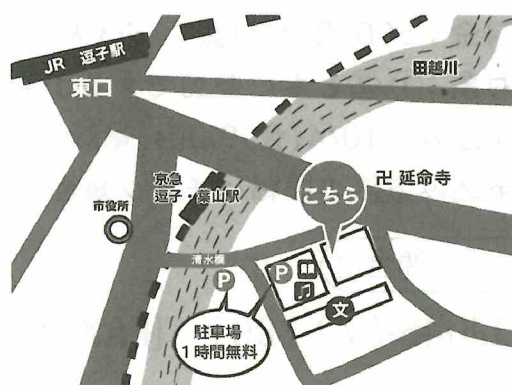 JR 逗子駅
東口
田越川
京急
逗子・葉山駅
市役所
こちら
卍 延命寺
清水橋
P
P
文
駐車場
1時間無料